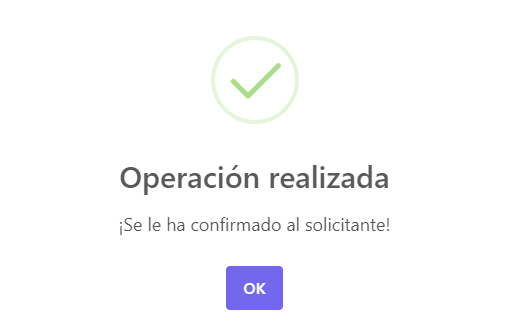 Operación realizada
¡Se le ha confirmado al solicitante!
OK